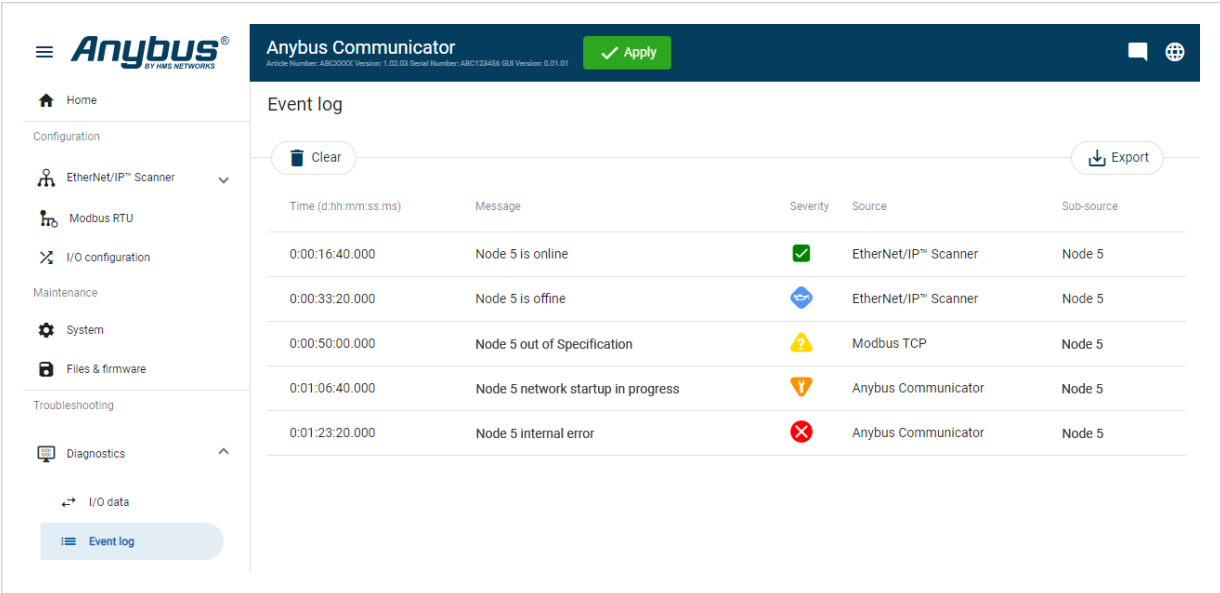 Anybus®
BY HMS NETWORKS
Anybus Communicator
Article Number: ABCXXXX Version: 1.02.03 Serial Number: ABC123456 GUI Version: 0.01.01
Apply
Home
Configuration
EtherNet/IP™ Scanner
Modbus RTU
I/O configuration
Maintenance
System
Files & firmware
Troubleshooting
Diagnostics
I/O data
Event log
Event log
Clear
Export
Time (d:hh:mm:ss.ms) Message Severity Source Sub-source
0:00:16:40.000 Node 5 is online EtherNet/IP™ Scanner Node 5
0:00:33:20.000 Node 5 is offine EtherNet/IP™ Scanner Node 5
0:00:50:00.000 Node 5 out of Specification ? Modbus TCP Node 5
0:01:06:40.000 Node 5 network startup in progress Anybus Communicator Node 5
0:01:23:20.000 Node 5 internal error Anybus Communicator Node 5